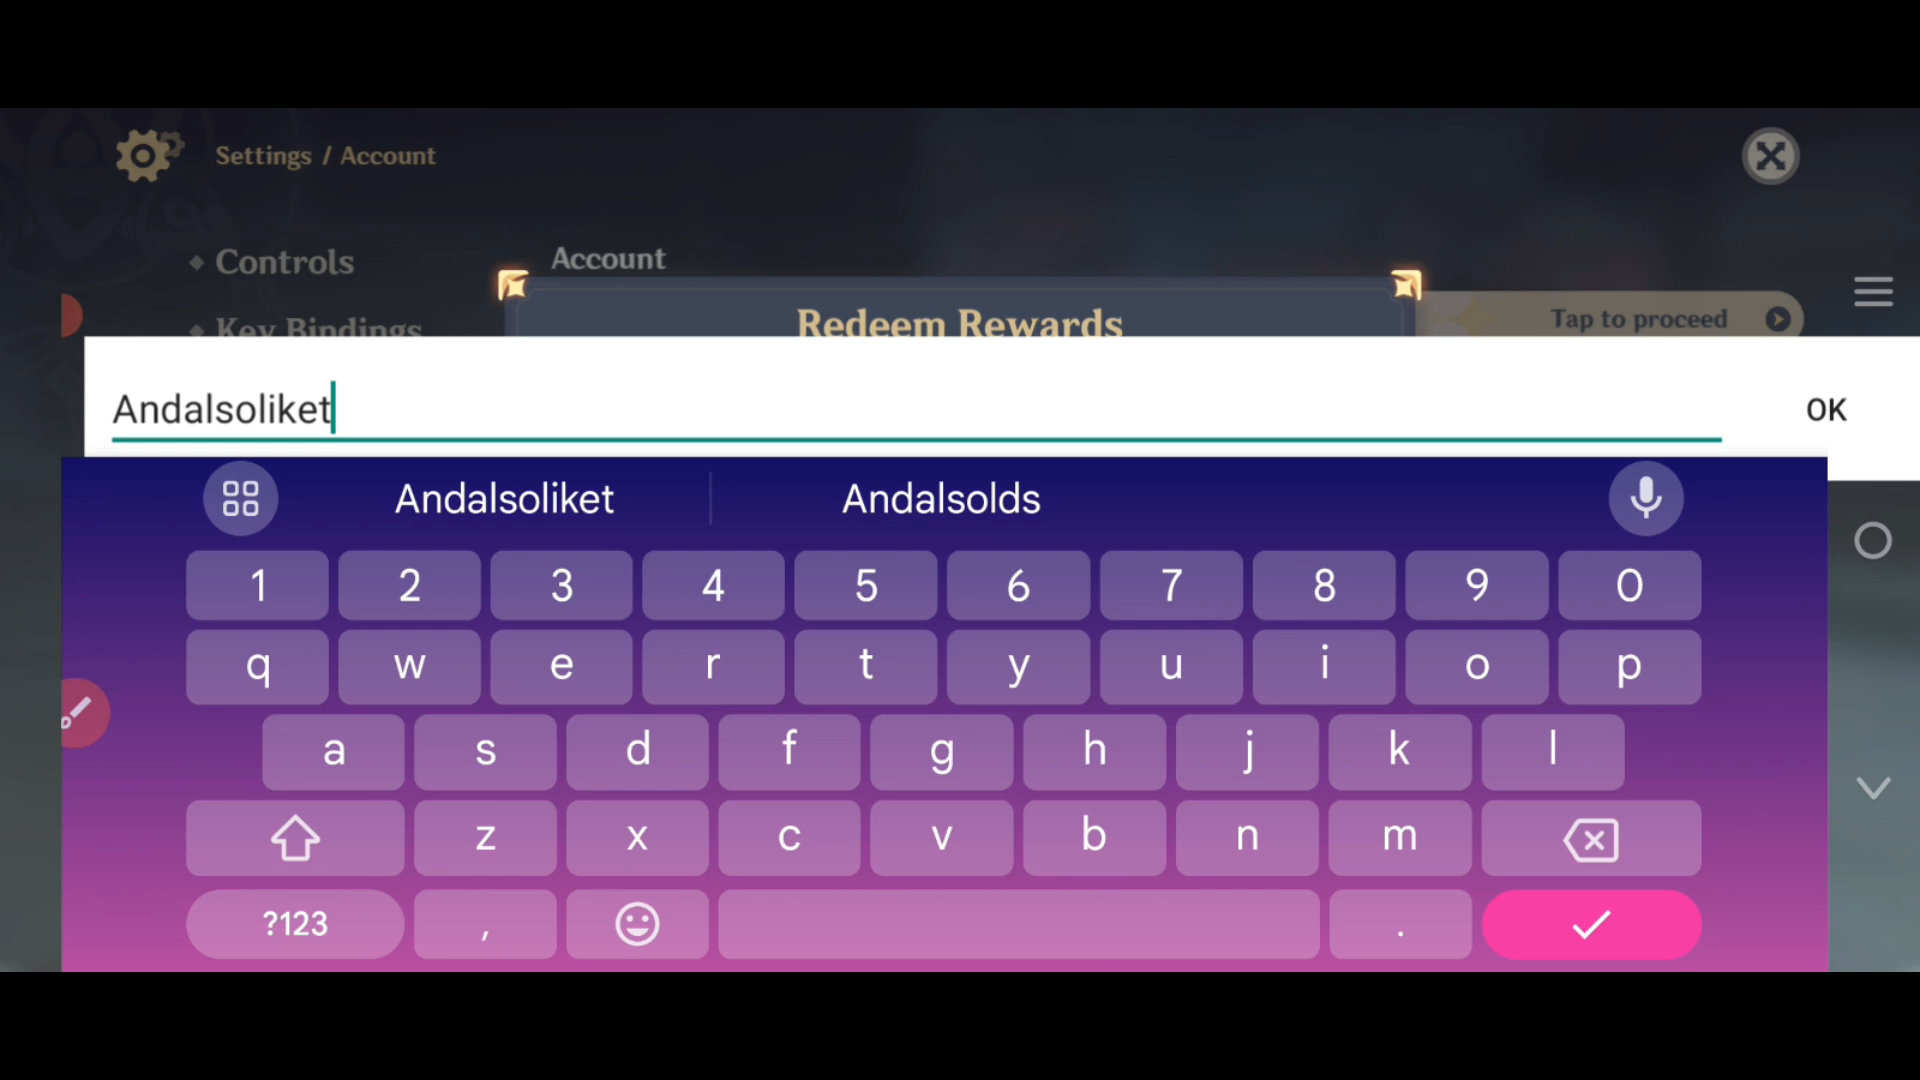 Settings / Account
Controls
Account
Key Bindings
Redeem Rewards
Tap to proceed
Andalsoliket
OK
Andalsoliket
Andalsolds
1 2 3 4 5 6 7 8 9 0
q w e r t y u i o p
a s d f g h j k l
z x c v b n m
?123 , .